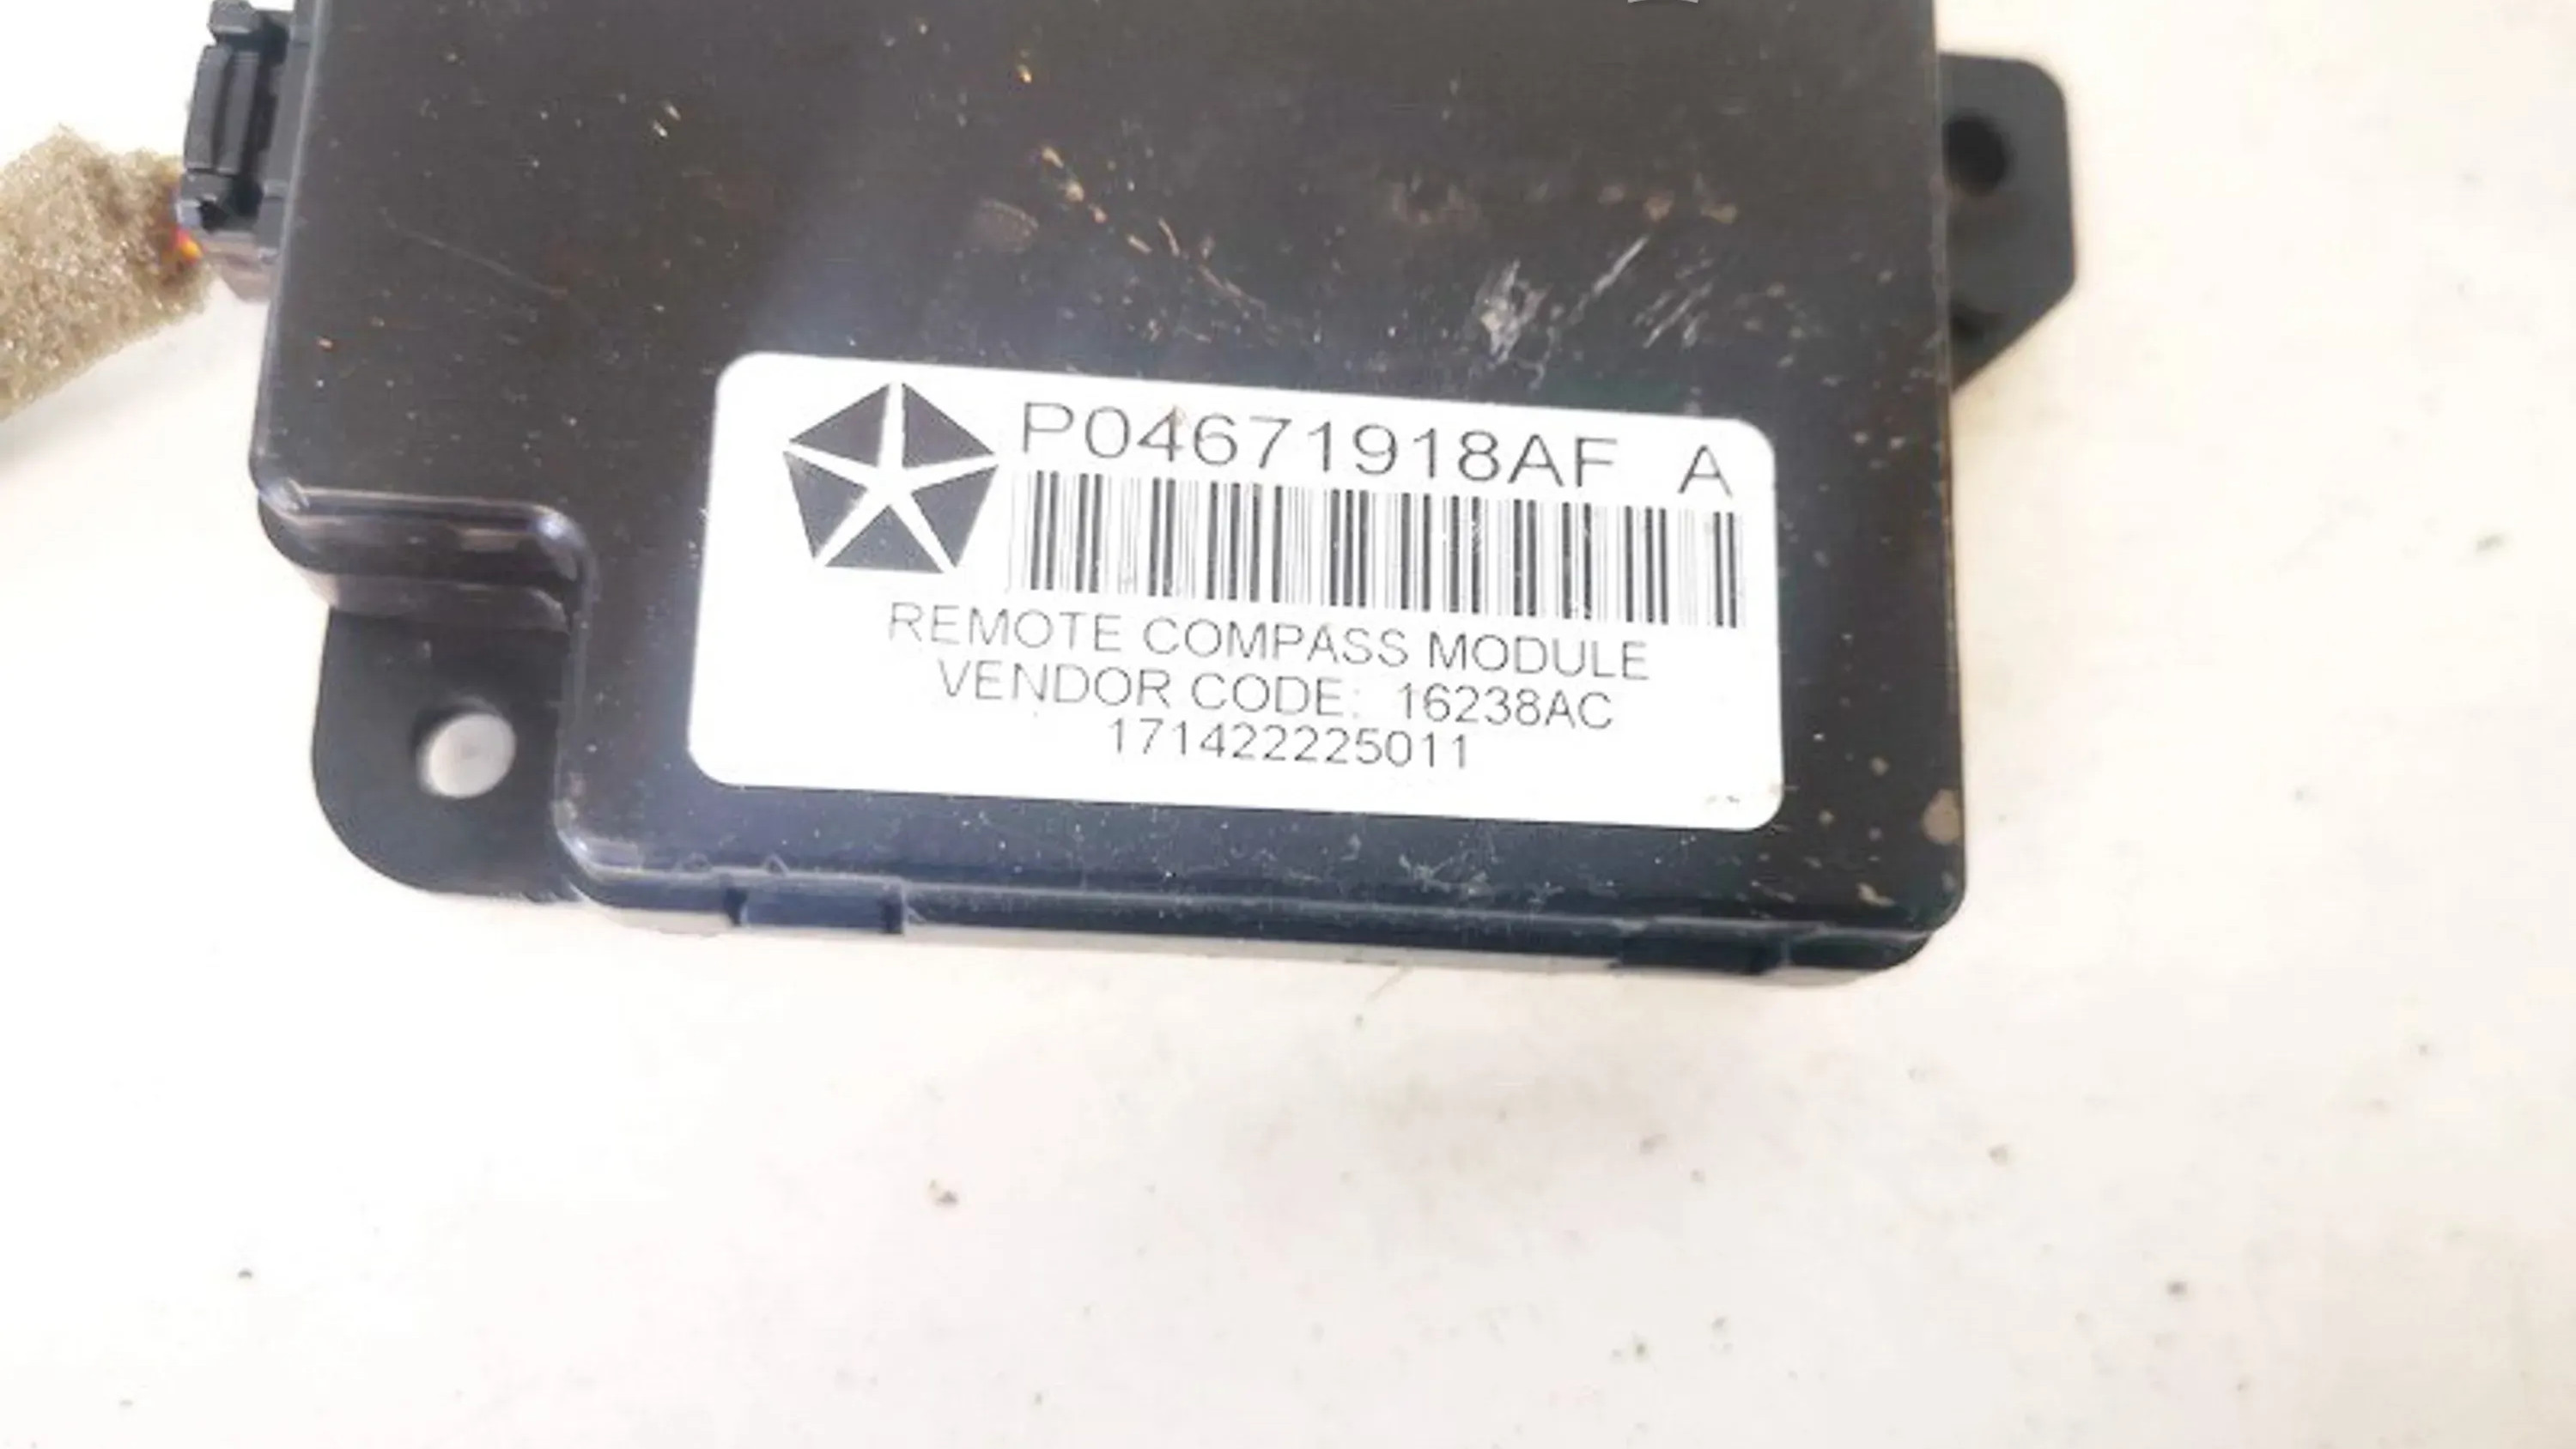 P04671918AF A
REMOTE COMPASS MODULE
VENDOR CODE: 16238AC
171422225011